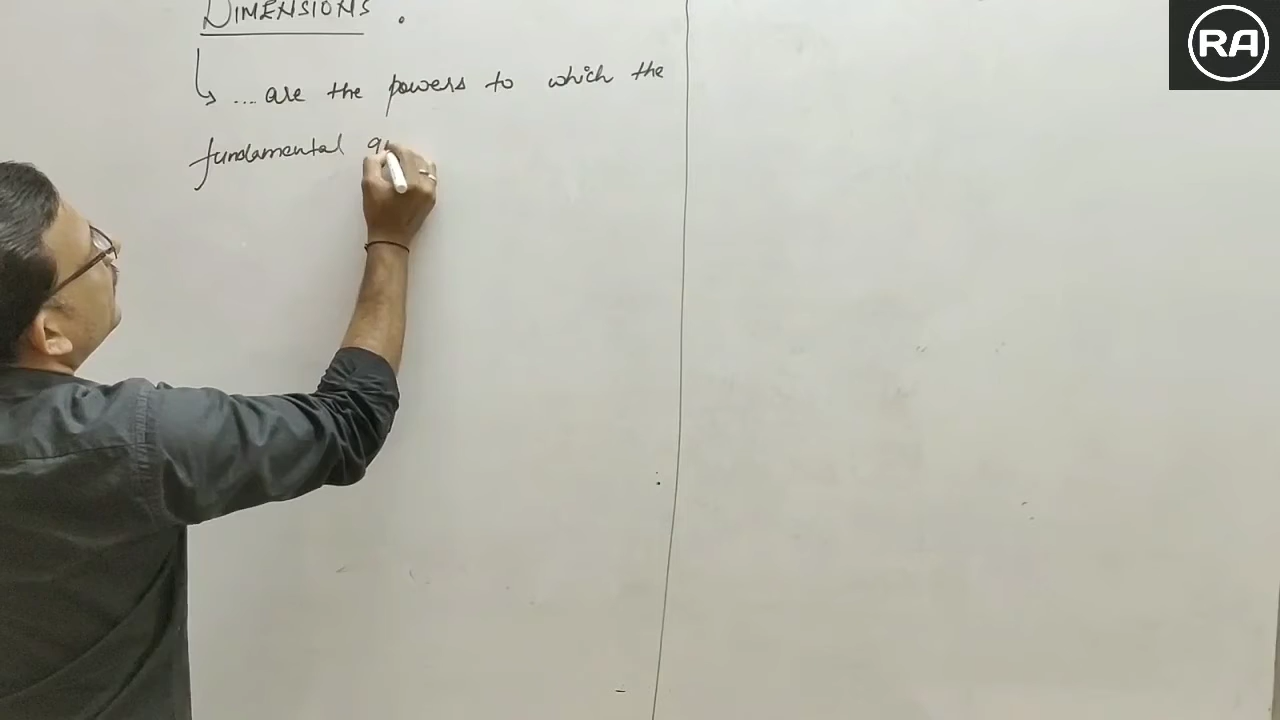 DIMENSIONS.
... are the powers to which the
fundamental
RA